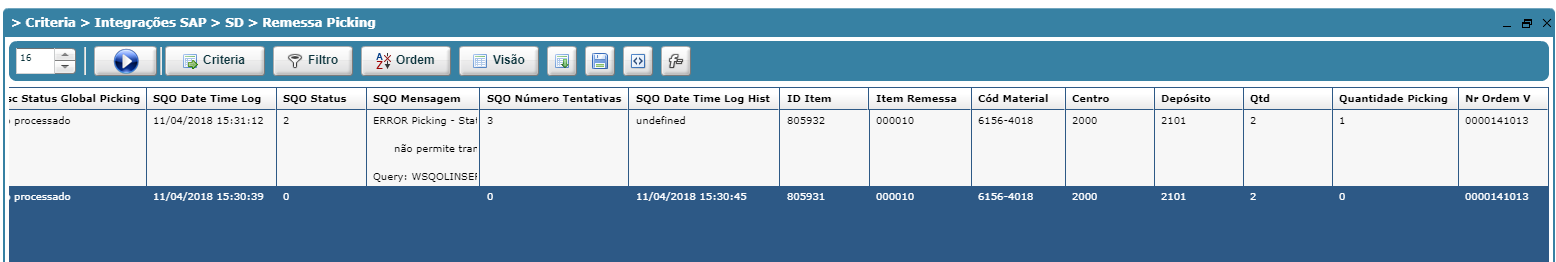 > Criteria > Integrações SAP > SD > Remessa Picking
16 Criteria Filtro Ordem Visão
sc Status Global Picking SQO Date Time Log SQO Status SQO Mensagem SQO Número Tentativas SQO Date Time Log Hist ID Item Item Remessa Cód Material Centro Depósito Qtd Quantidade Picking Nr Ordem V
processado 11/04/2018 15:31:12 2 ERROR Picking - Stat 3 undefined 805932 000010 6156-4018 2000 2101 2 1 0000141013
não permite tran
Query: WSQOLINSER
processado 11/04/2018 15:30:39 0 0 11/04/2018 15:30:45 805931 000010 6156-4018 2000 2101 2 0 0000141013